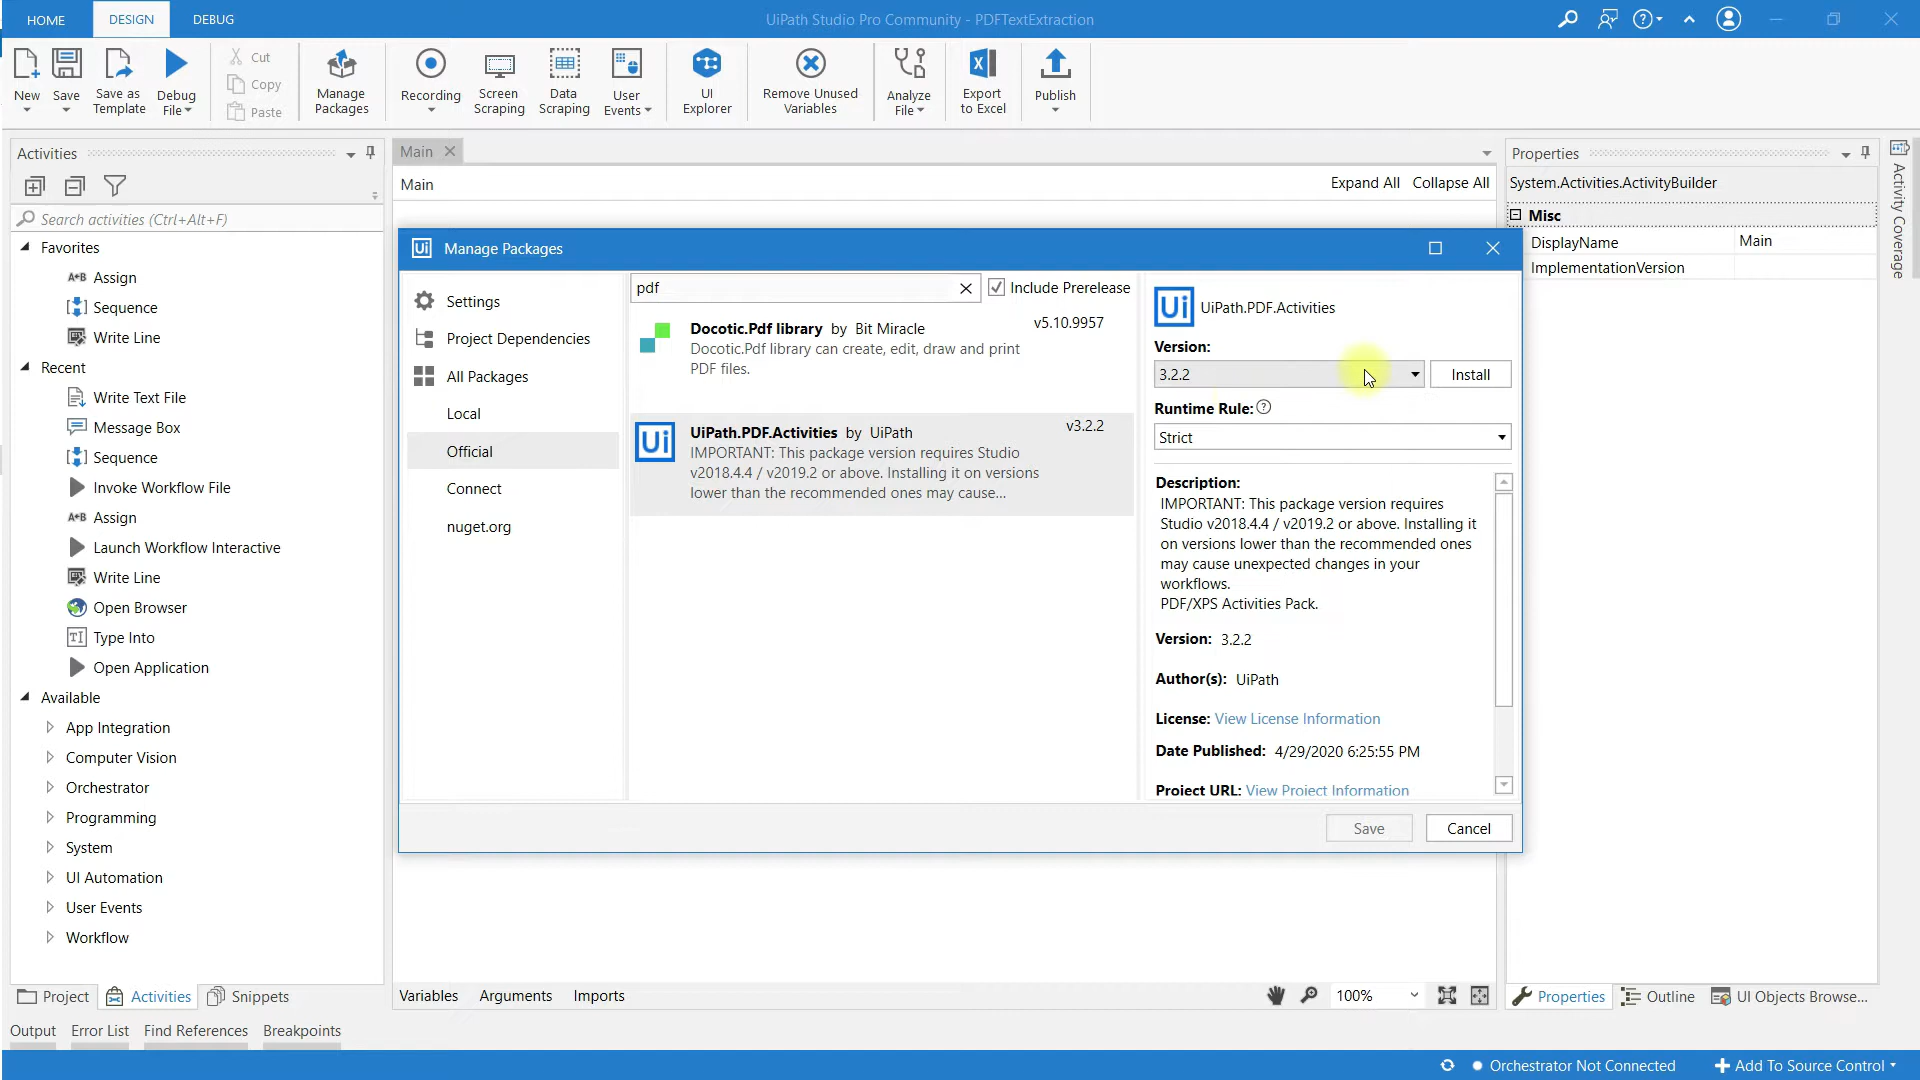 HOME
DESIGN
DEBUG
UiPath Studio Pro Community - PDFTextExtraction
New
Save
Save as
Template
Debug
File
Cut
Copy
Paste
Manage
Packages
Recording
Screen
Scraping
Data
Scraping
User
Events
UI
Explorer
Remove Unused
Variables
Analyze
File
Export
to Excel
Publish
Activities
Search activities (Ctrl+Alt+F)
Favorites
Assign
Sequence
Write Line
Recent
Write Text File
Message Box
Sequence
Invoke Workflow File
Assign
Launch Workflow Interactive
Write Line
Open Browser
Type Into
Open Application
Available
App Integration
Computer Vision
Orchestrator
Programming
System
UI Automation
User Events
Workflow
Project
Activities
Snippets
Main
Main
Expand All
Collapse All
Ui
Manage Packages
Settings
Project Dependencies
All Packages
Local
Official
Connect
nuget.org
pdf
Include Prerelease
Docotic.Pdf library by Bit Miracle
v5.10.9957
Docotic.Pdf library can create, edit, draw and print
PDF files.
Ui
UiPath.PDF.Activities by UiPath
v3.2.2
IMPORTANT: This package version requires Studio
v2018.4.4 / v2019.2 or above. Installing it on versions
lower than the recommended ones may cause...
Ui
UiPath.PDF.Activities
Version:
3.2.2
Install
Runtime Rule:
Strict
Description:
IMPORTANT: This package version requires
Studio v2018.4.4 / v2019.2 or above. Installing it
on versions lower than the recommended ones
may cause unexpected changes in your
workflows.
PDF/XPS Activities Pack.
Version: 3.2.2
Author(s): UiPath
License: View License Information
Date Published: 4/29/2020 6:25:55 PM
Project URL: View Project Information
Save
Cancel
Properties
System.Activities.ActivityBuilder
Misc
DisplayName
Main
ImplementationVersion
Activity Coverage
Variables
Arguments
Imports
100%
Properties
Outline
UI Objects Browse...
Output
Error List
Find References
Breakpoints
Orchestrator Not Connected
Add To Source Control